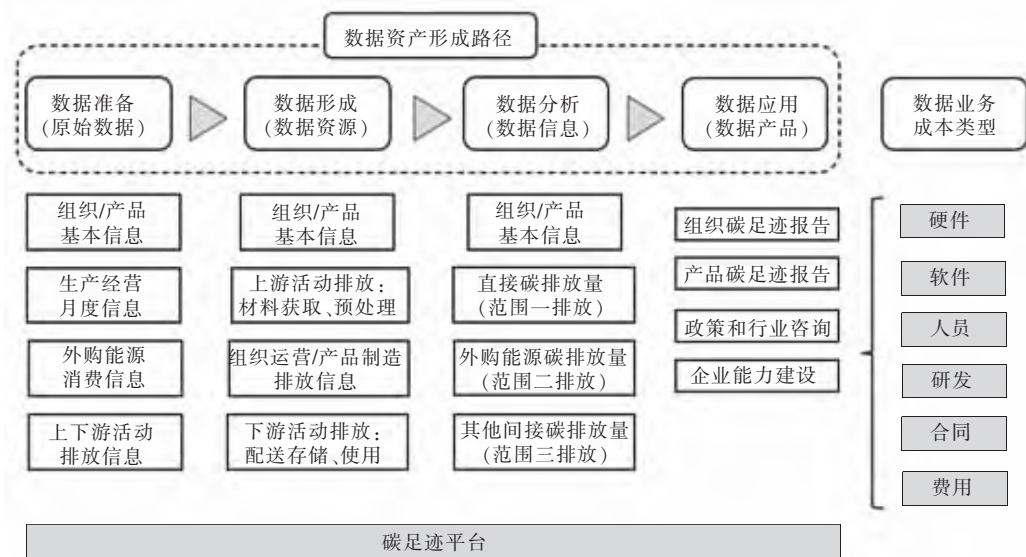 数据资产形成路径
数据准备
(原始数据)
数据形成
(数据资源)
数据分析
(数据信息)
数据应用
(数据产品)
数据业务
成本类型
组织/产品
基本信息
生产经营
月度信息
外购能源
消费信息
上下游活动
排放信息
组织/产品
基本信息
上游活动排放：
材料获取、预处理
组织运营/产品制造
排放信息
下游活动排放：
配送存储、使用
组织/产品
基本信息
直接碳排放量
(范围一排放)
外购能源碳排放量
(范围二排放)
其他间接碳排放量
(范围三排放)
组织碳足迹报告
产品碳足迹报告
政策和行业咨询
企业能力建设
硬件
软件
人员
研发
合同
费用
碳足迹平台